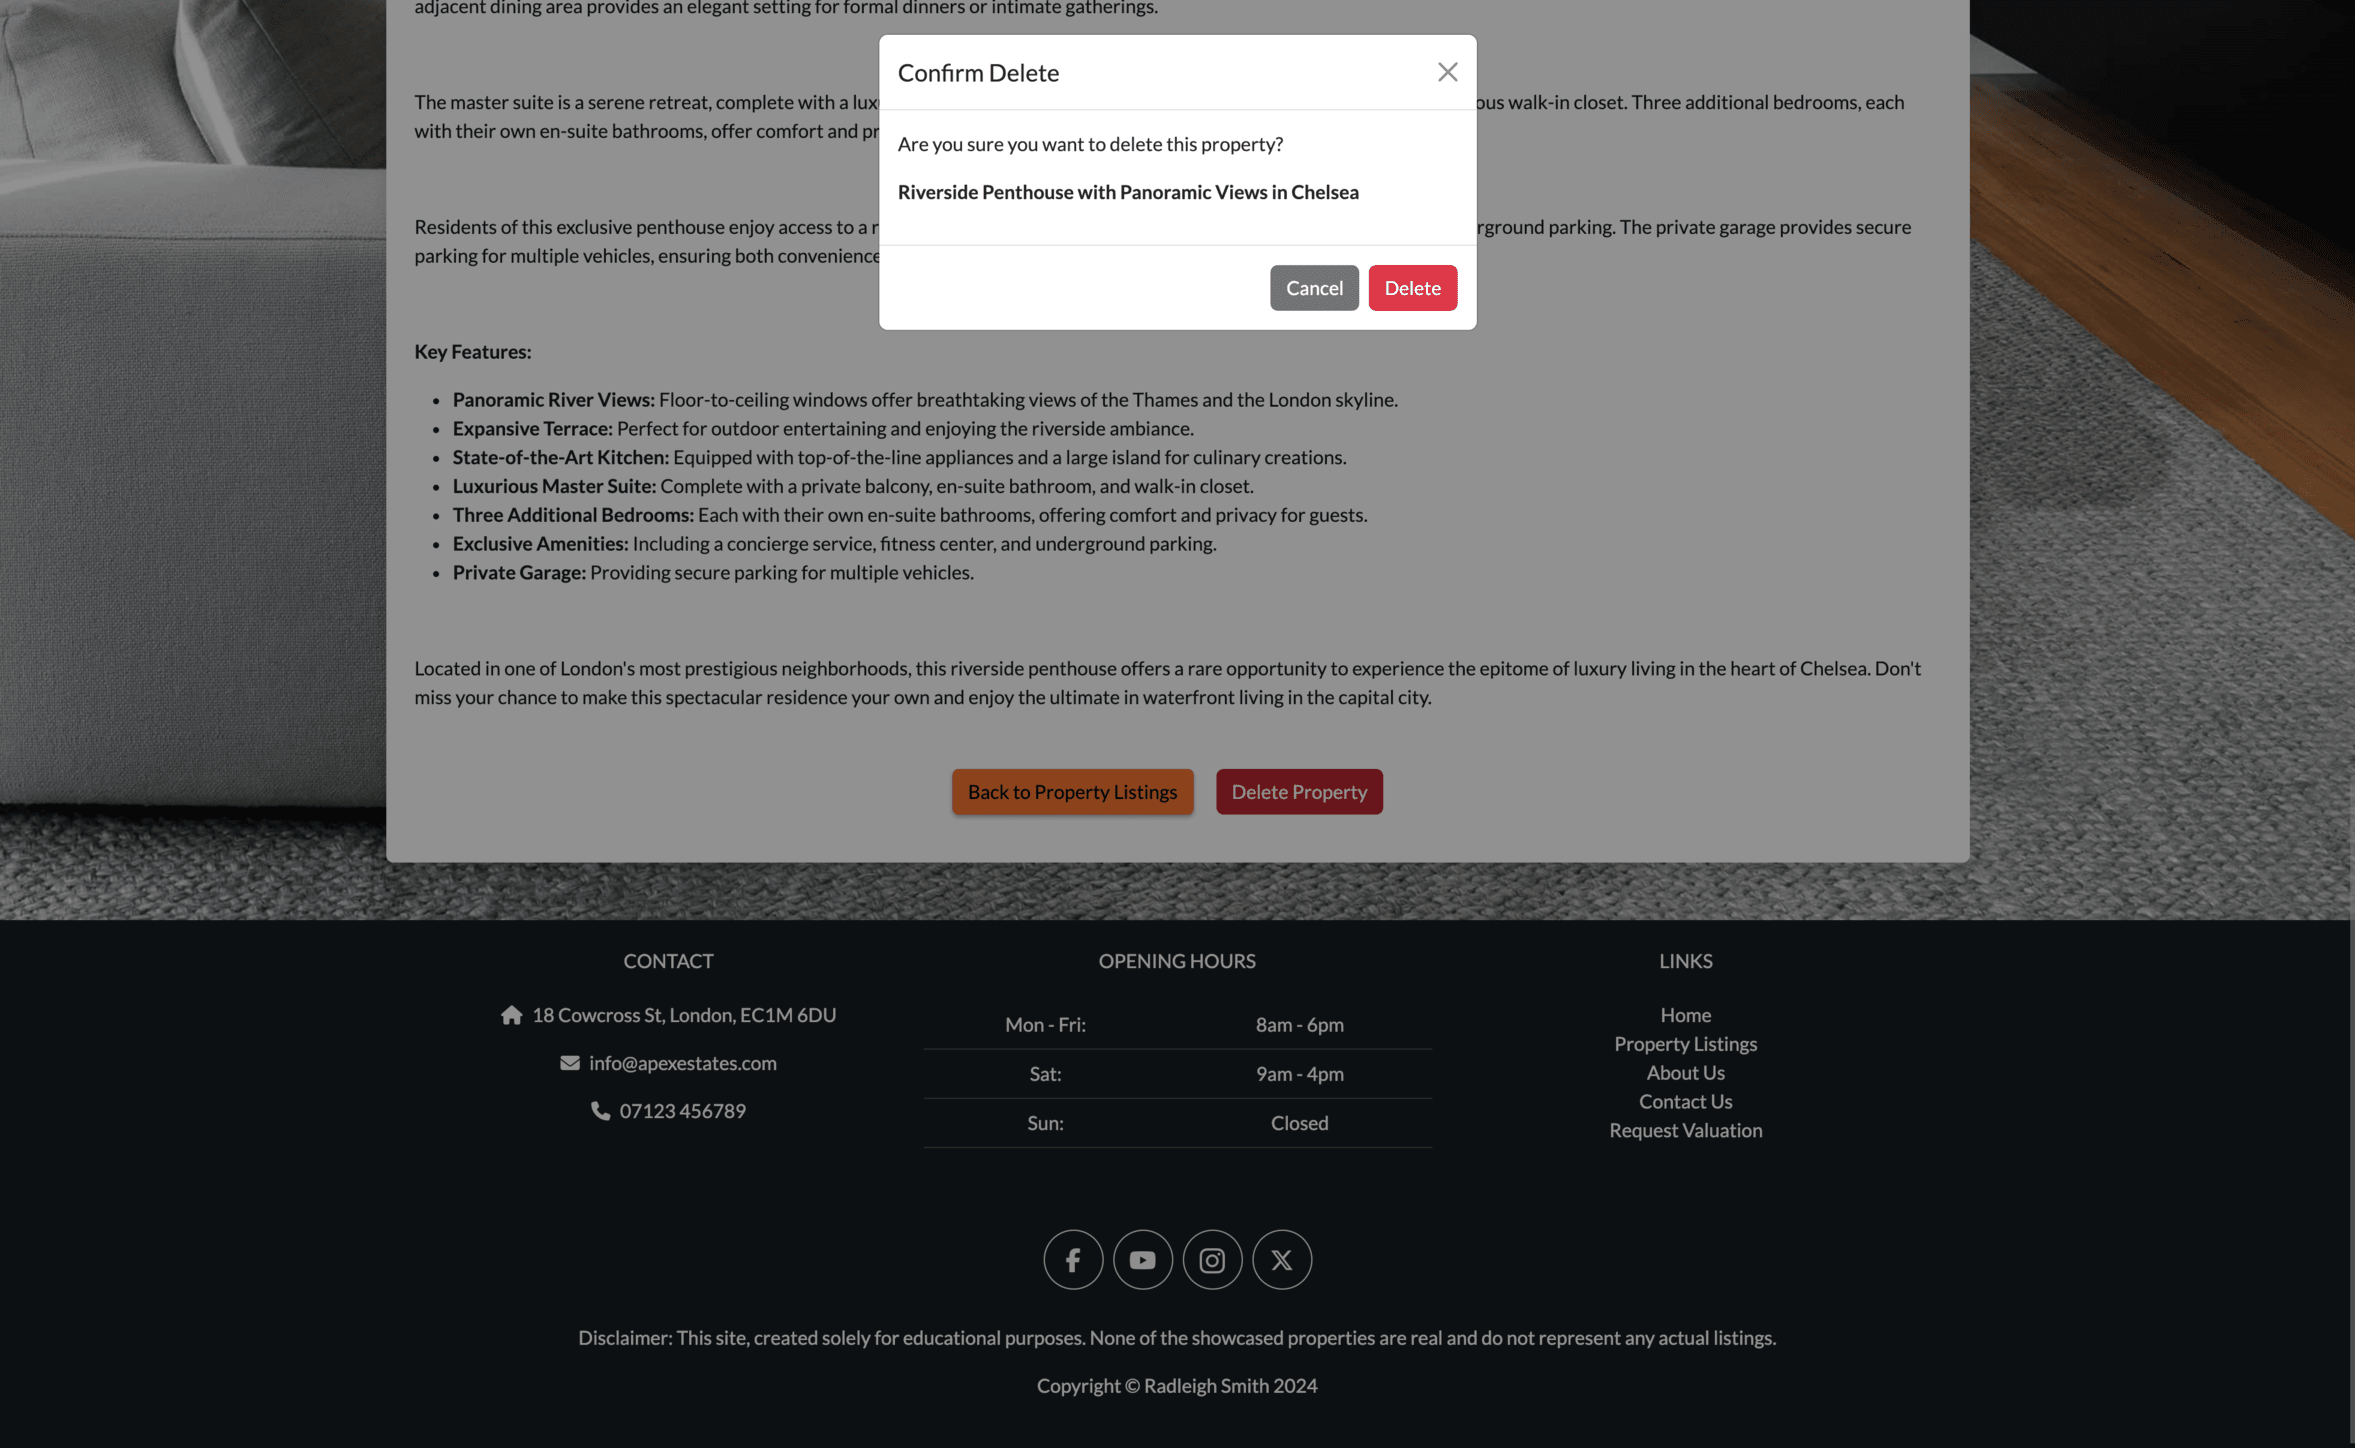 adjacent dining area provides an elegant setting for formal dinners or intimate gatherings.
Confirm Delete
Are you sure you want to delete this property?
Riverside Penthouse with Panoramic Views in Chelsea
Cancel
Delete
The master suite is a serene retreat, complete with a lux
ous walk-in closet. Three additional bedrooms, each
with their own en-suite bathrooms, offer comfort and pr
Residents of this exclusive penthouse enjoy access to a r
rground parking. The private garage provides secure
parking for multiple vehicles, ensuring both convenience
Key Features:
• Panoramic River Views: Floor-to-ceiling windows offer breathtaking views of the Thames and the London skyline.
• Expansive Terrace: Perfect for outdoor entertaining and enjoying the riverside ambiance.
• State-of-the-Art Kitchen: Equipped with top-of-the-line appliances and a large island for culinary creations.
• Luxurious Master Suite: Complete with a private balcony, en-suite bathroom, and walk-in closet.
• Three Additional Bedrooms: Each with their own en-suite bathrooms, offering comfort and privacy for guests.
• Exclusive Amenities: Including a concierge service, fitness center, and underground parking.
• Private Garage: Providing secure parking for multiple vehicles.
Located in one of London's most prestigious neighborhoods, this riverside penthouse offers a rare opportunity to experience the epitome of luxury living in the heart of Chelsea. Don't
miss your chance to make this spectacular residence your own and enjoy the ultimate in waterfront living in the capital city.
Back to Property Listings
Delete Property
CONTACT
18 Cowcross St, London, EC1M 6DU
info@apexestates.com
07123 456789
OPENING HOURS
Mon - Fri: 8am - 6pm
Sat: 9am - 4pm
Sun: Closed
LINKS
Home
Property Listings
About Us
Contact Us
Request Valuation
Disclaimer: This site, created solely for educational purposes. None of the showcased properties are real and do not represent any actual listings.
Copyright © Radleigh Smith 2024